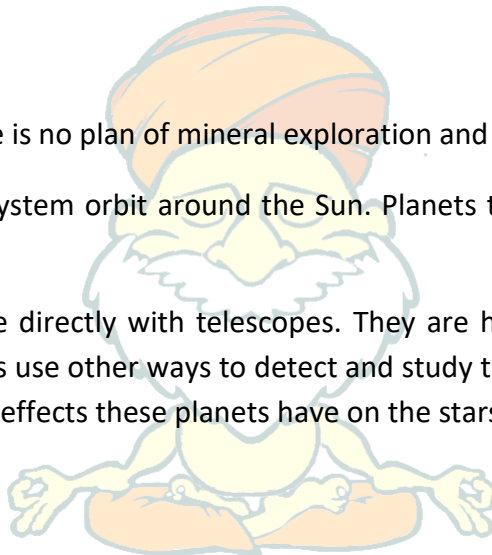 is no plan of mineral exploration and
ystem orbit around the Sun. Planets t
directly with telescopes. They are h
s use other ways to detect and study t
effects these planets have on the stars